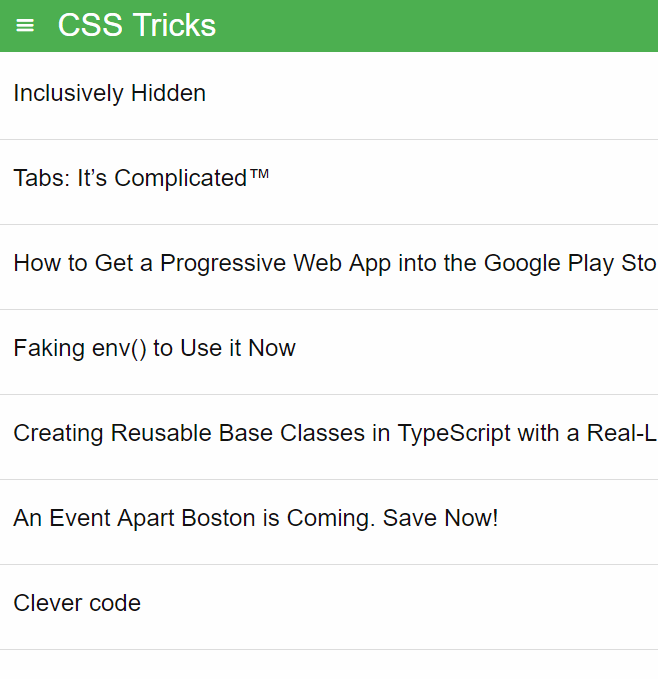 CSS Tricks
Inclusively Hidden
Tabs: It’s Complicated™
How to Get a Progressive Web App into the Google Play Sto
Faking env() to Use it Now
Creating Reusable Base Classes in TypeScript with a Real-L
An Event Apart Boston is Coming. Save Now!
Clever code